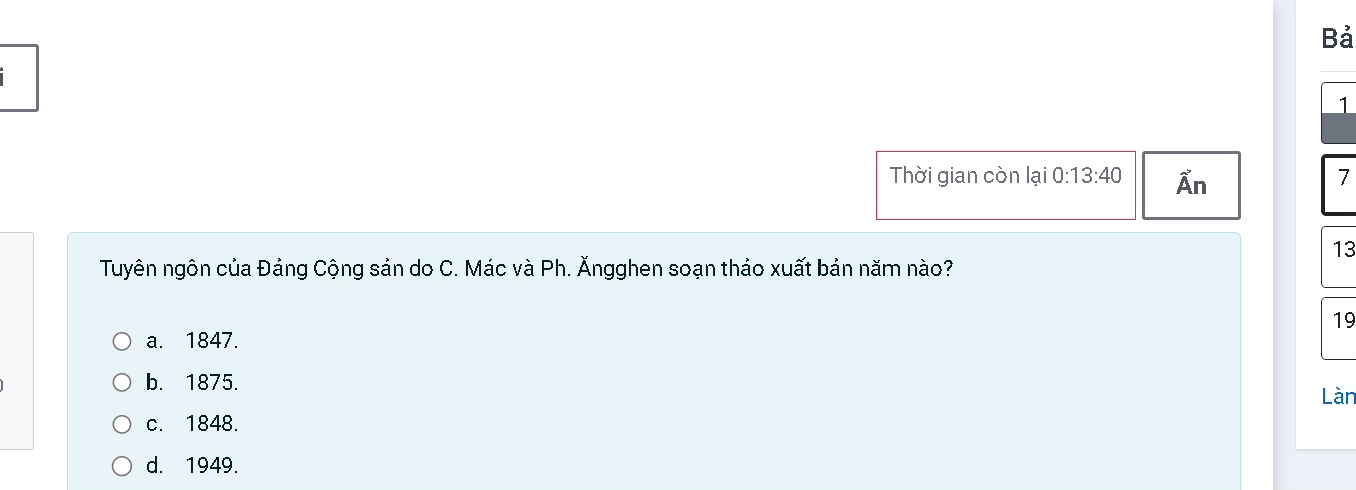 Bả
i
1
Thời gian còn lại 0:13:40
Ẩn
7
Tuyên ngôn của Đảng Cộng sản do C. Mác và Ph. Ăngghen soạn thảo xuất bản năm nào?
13
19
a. 1847.
b. 1875.
Làn
c. 1848.
d. 1949.